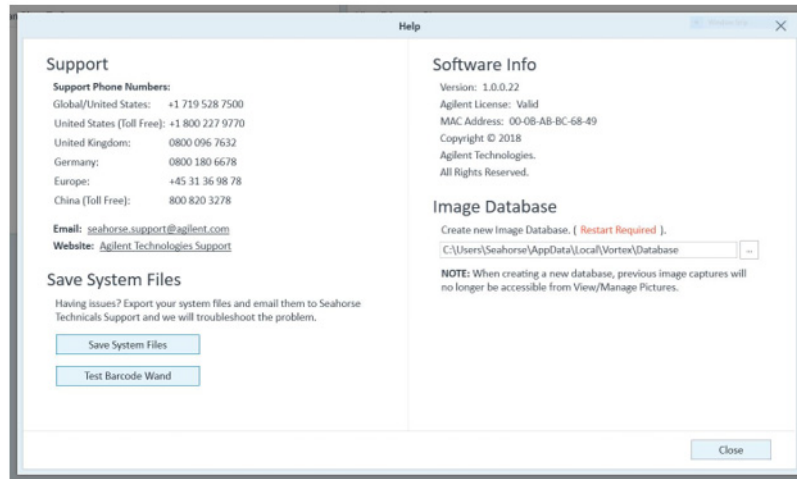 Help
Support
Support Phone Numbers:
Global/United States: +1 719 528 7500
United States (Toll Free): +1 800 227 9770
United Kingdom: 0800 096 7632
Germany: 0800 180 6678
Europe: +45 31 36 98 78
China (Toll Free): 800 820 3278
Email: seahorse.support@agilent.com
Website: Agilent Technologies Support
Save System Files
Having issues? Export your system files and email them to Seahorse
Technicals Support and we will troubleshoot the problem.
Save System Files
Test Barcode Wand
Software Info
Version: 1.0.0.22
Agilent License: Valid
MAC Address: 00-0B-AB-BC-68-49
Copyright © 2018
Agilent Technologies.
All Rights Reserved.
Image Database
Create new Image Database. ( Restart Required ).
C:\Users\Seahorse\AppData\Local\Vortex\Database
...
NOTE: When creating a new database, previous image captures will
no longer be accessible from View/Manage Pictures.
Close